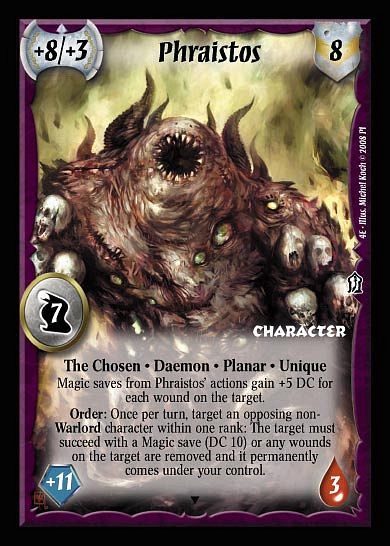 +8/+3
Phraistos
8
4E • Illus. Michel Koch © 2008 PI
7
CHARACTER
The Chosen • Daemon • Planar • Unique
Magic saves from Phraistos' actions gain +5 DC for
each wound on the target.
Order: Once per turn, target an opposing non-
Warlord character within one rank: The target must
succeed with a Magic save (DC 10) or any wounds
on the target are removed and it permanently
comes under your control.
+11
3